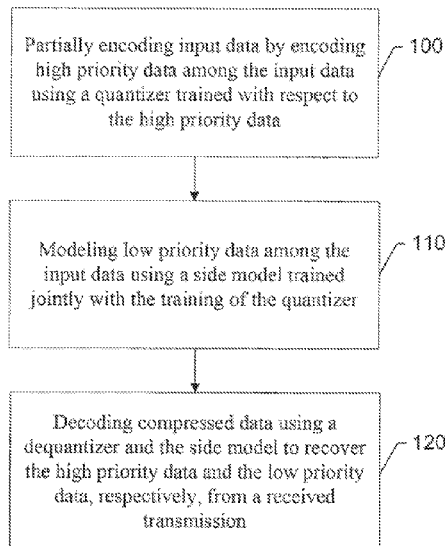 Partially encoding input data by encoding
high priority data among the input data
using a quantizer trained with respect to
the high priority data
100
Modeling low priority data among the
input data using a side model trained
jointly with the training of the quantizer
110
Decoding compressed data using a
dequantizer and the side model to recover
the high priority data and the low priority
data, respectively, from a received
transmission
120